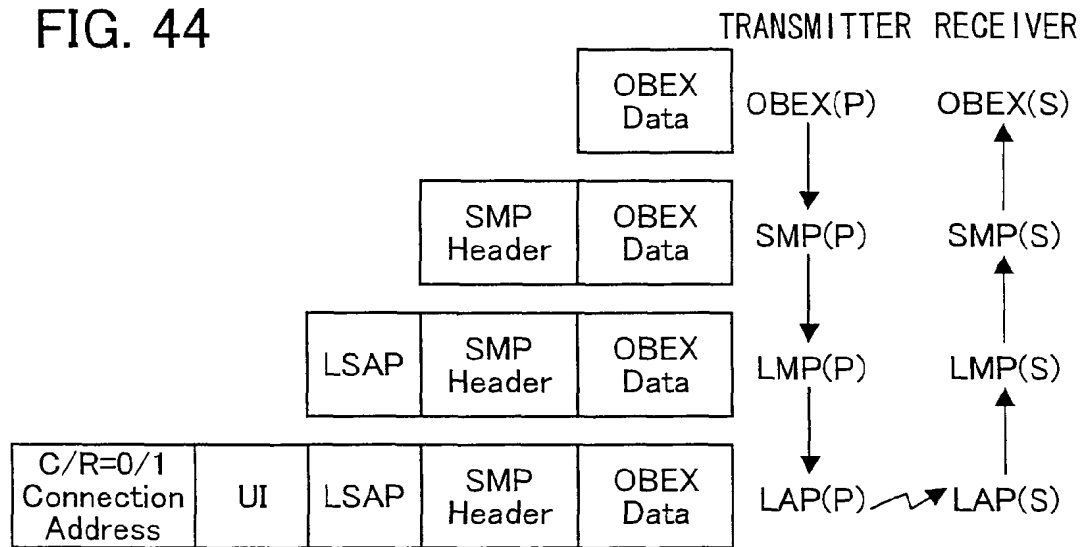 FIG. 44
TRANSMITTER RECEIVER
OBEX
Data
OBEX(P)
OBEX(S)
SMP
Header
OBEX
Data
SMP(P)
SMP(S)
LSAP
SMP
Header
OBEX
Data
LMP(P)
LMP(S)
C/R=0/1
Connection
Address
UI
LSAP
SMP
Header
OBEX
Data
LAP(P)
LAP(S)